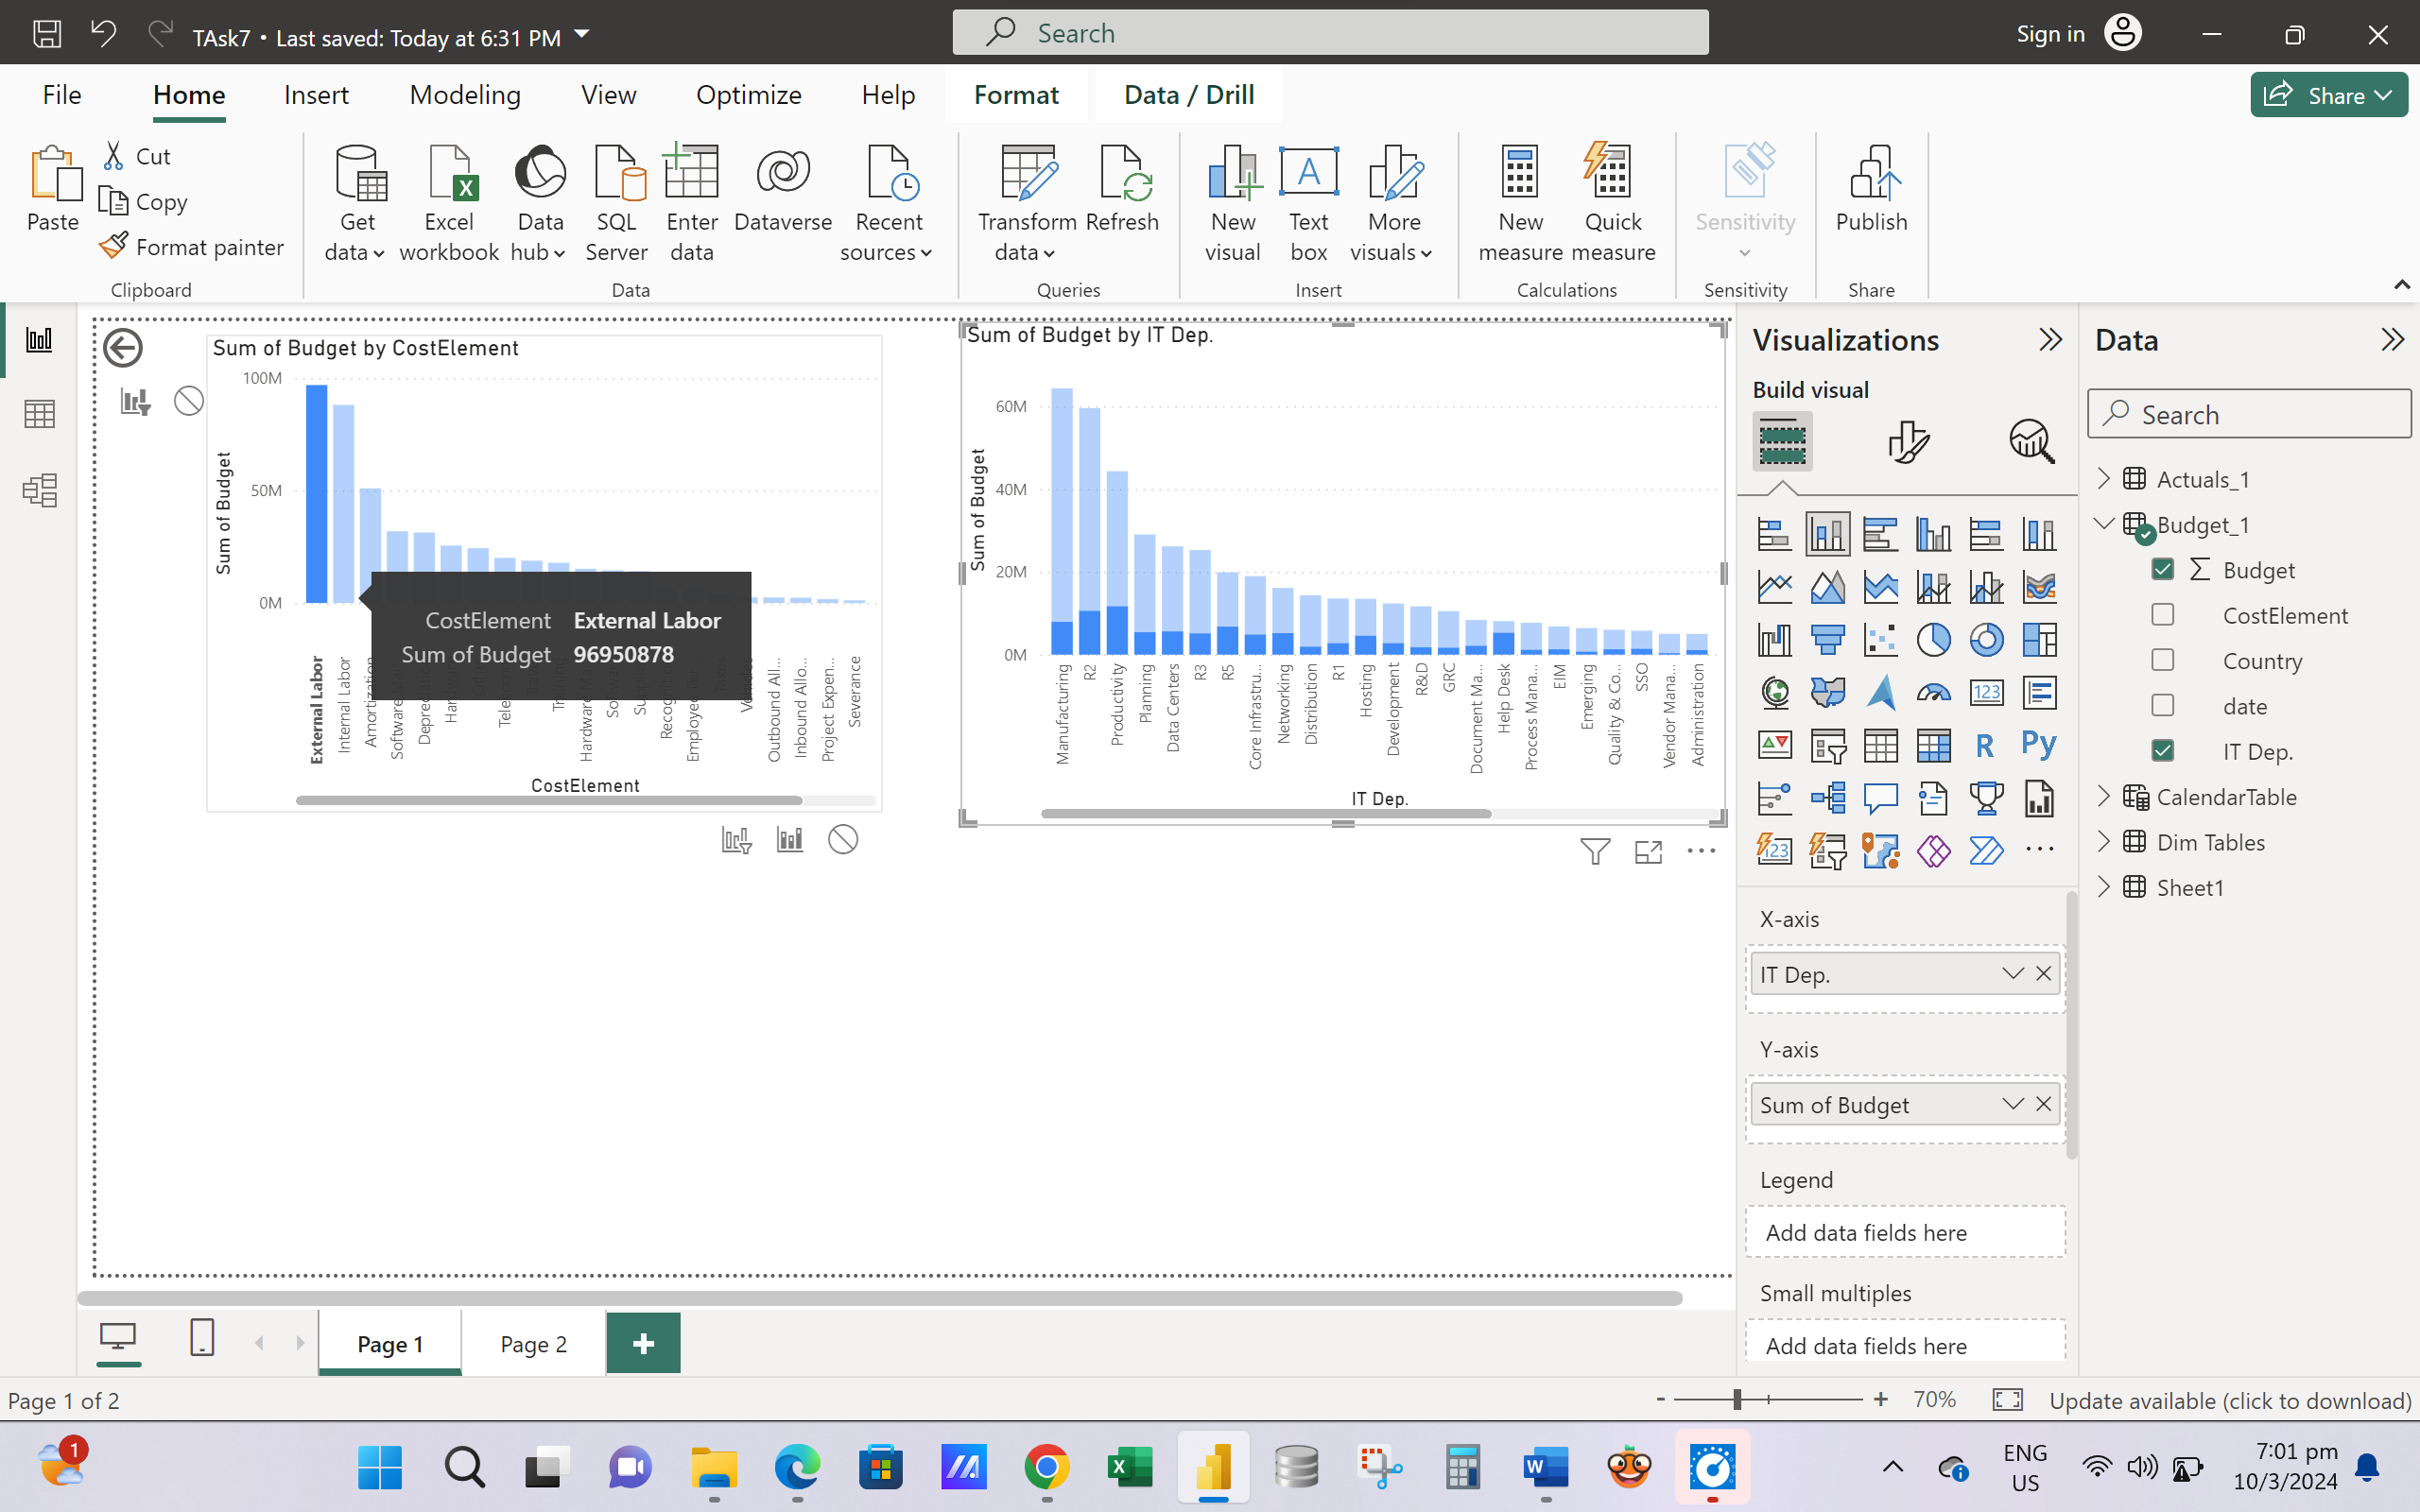 TAsk7 • Last saved: Today at 6:31 PM
Search
Sign in
File
Home
Insert
Modeling
View
Optimize
Help
Format
Data / Drill
Share
Paste
Cut
Copy
Format painter
Clipboard
Get data
Excel workbook
Data hub
SQL Server
Enter data
Dataverse
Recent sources
Data
Transform data
Refresh
Queries
New visual
Text box
More visuals
Insert
New measure
Quick measure
Calculations
Sensitivity
Sensitivity
Publish
Share
Sum of Budget by CostElement
Sum of Budget
100M
50M
0M
CostElement External Labor
Sum of Budget 96950878
External Labor
Internal Labor
Amortization
Hardware Ma...
Outbound All...
Inbound Allo...
Project Expen...
Severance
CostElement
Sum of Budget by IT Dep.
Sum of Budget
60M
40M
20M
0M
Manufacturing
R2
Productivity
Planning
Data Centers
R3
R5
Core Infrastru...
Networking
Distribution
R1
Hosting
Development
R&D
GRC
Document Ma...
Help Desk
Process Mana...
EIM
Emerging
Quality & Co...
SSO
Vendor Mana...
Administration
IT Dep.
Visualizations
Build visual
123
R
Py
123
X-axis
IT Dep.
Y-axis
Sum of Budget
Legend
Add data fields here
Small multiples
Add data fields here
Data
Search
Actuals_1
Budget_1
Budget
CostElement
Country
date
IT Dep.
CalendarTable
Dim Tables
Sheet1
Page 1
Page 2
Page 1 of 2
- + 70%
Update available (click to download)
1
ENG
US
7:01 pm
10/3/2024